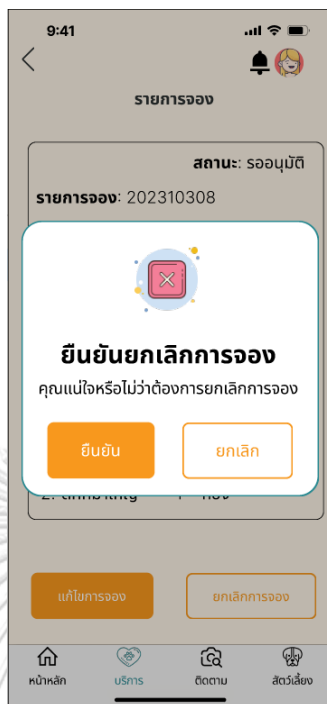 9:41
รายการจอง
สถานะ: รออนุมัติ
รายการจอง: 202310308
ยืนยันยกเลิกการจอง
คุณแน่ใจหรือไม่ว่าต้องการยกเลิกการจอง
ยืนยัน ยกเลิก
แก้ไขการจอง ยกเลิกการจอง
หน้าหลัก บริการ ติดตาม สัตว์เลี้ยง